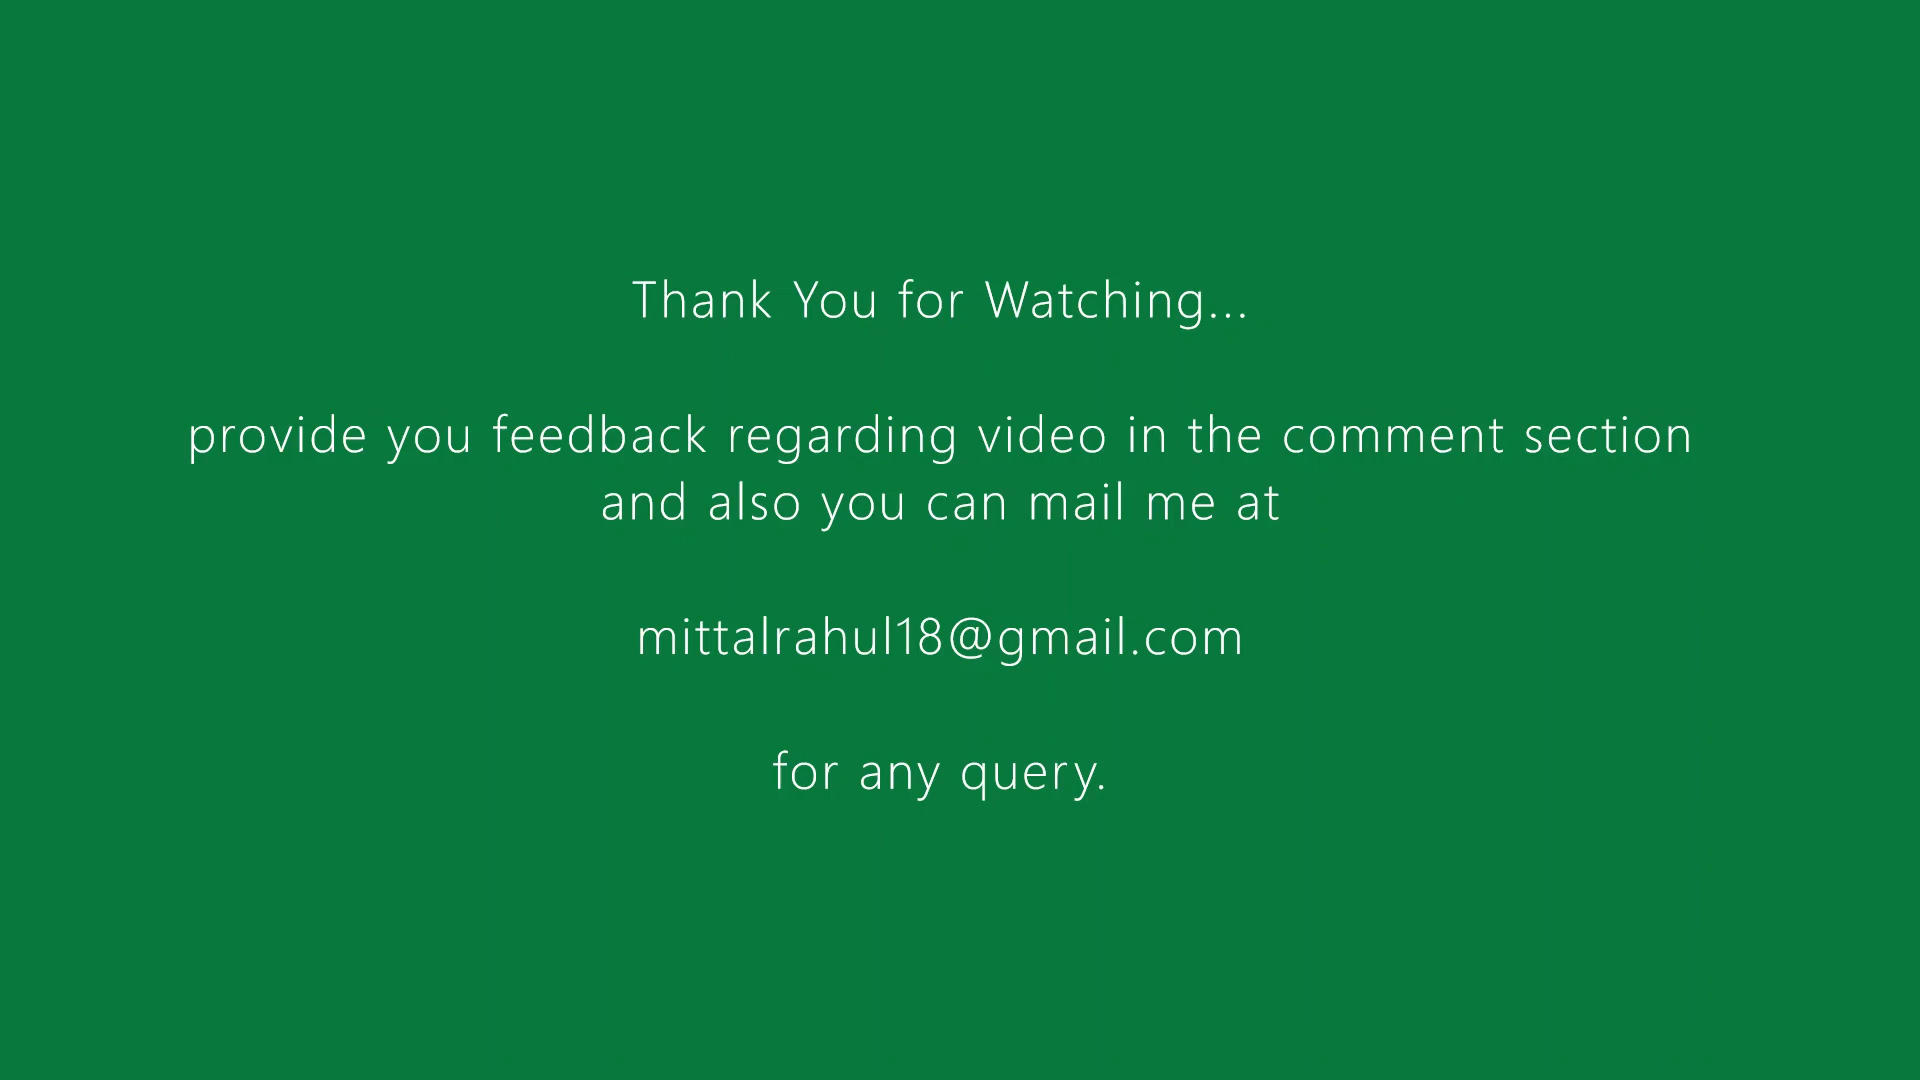 Thank You for Watching...
provide you feedback regarding video in the comment section
and also you can mail me at
mittalrahul18@gmail.com
for any query.